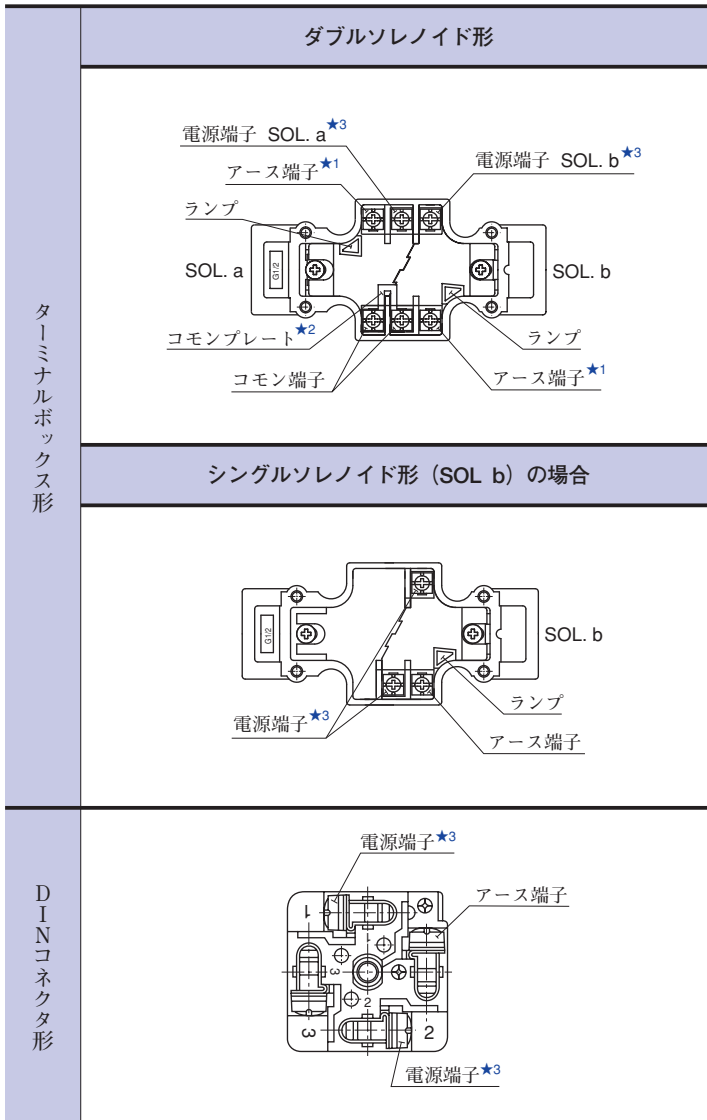 ターミナルボックス形
ダブルソレノイド形
電源端子 SOL. a★3
電源端子 SOL. b★3
アース端子★1
ランプ
SOL. a
G1/2
SOL. b
コモンプレート★2
ランプ
コモン端子
アース端子★1
シングルソレノイド形（SOL b）の場合
G1/2
SOL. b
ランプ
電源端子★3
アース端子
DINコネクタ形
電源端子★3
アース端子
1
1
3
2
3
2
電源端子★3